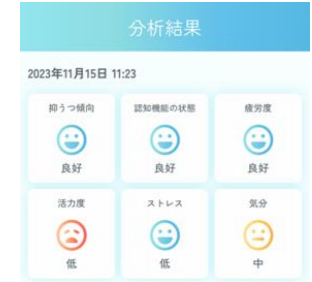 分析結果
2023年11月15日 11:23
抑うつ傾向
認知機能の状態
疲労度
良好
良好
良好
活力度
ストレス
気分
低
低
中